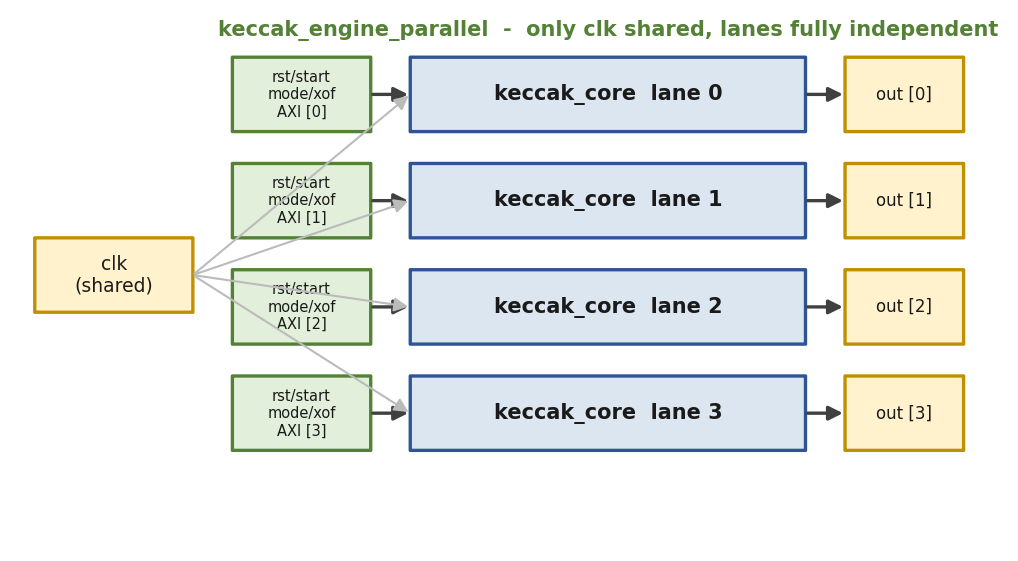 keccak_engine_parallel  -  only clk shared, lanes fully independent
rst/start
mode/xof
AXI [0]
keccak_core  lane 0
out [0]
rst/start
mode/xof
AXI [1]
keccak_core  lane 1
out [1]
clk
(shared)
rst/start
mode/xof
AXI [2]
keccak_core  lane 2
out [2]
rst/start
mode/xof
AXI [3]
keccak_core  lane 3
out [3]